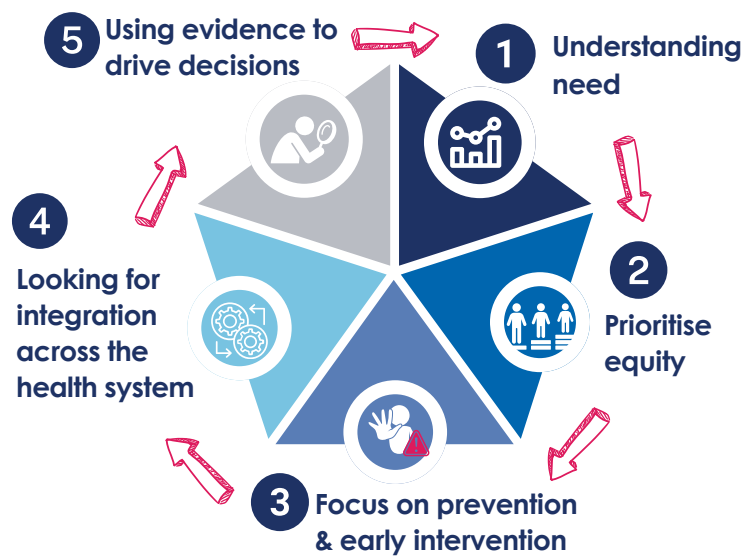 1
Understanding
need
2
Prioritise
equity
3
Focus on prevention
& early intervention
4
Looking for
integration
across the
health system
5
Using evidence to
drive decisions